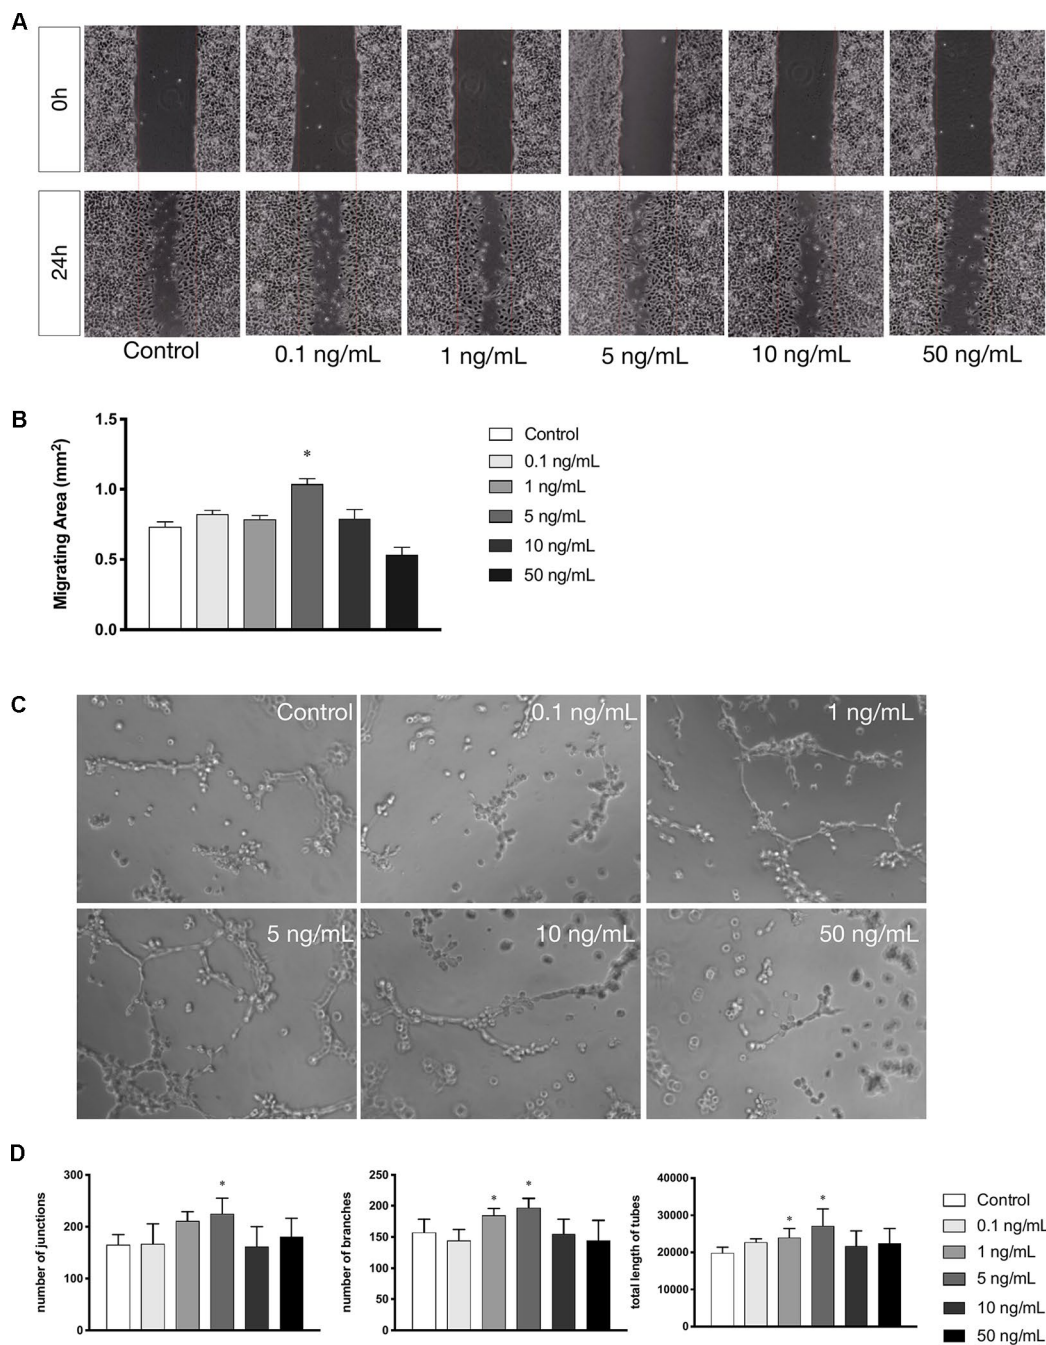 A
0h
24h
Control 0.1 ng/mL 1 ng/mL 5 ng/mL 10 ng/mL 50 ng/mL
B
Migrating Area (mm²)
1.5
1.0
0.5
0.0
*
Control
0.1 ng/mL
1 ng/mL
5 ng/mL
10 ng/mL
50 ng/mL
C
Control 0.1 ng/mL 1 ng/mL
5 ng/mL 10 ng/mL 50 ng/mL
D
number of junctions
300
200
100
0
*
number of branches
250
200
150
100
50
0
* *
total length of tubes
40000
30000
20000
10000
0
* *
Control
0.1 ng/mL
1 ng/mL
5 ng/mL
10 ng/mL
50 ng/mL